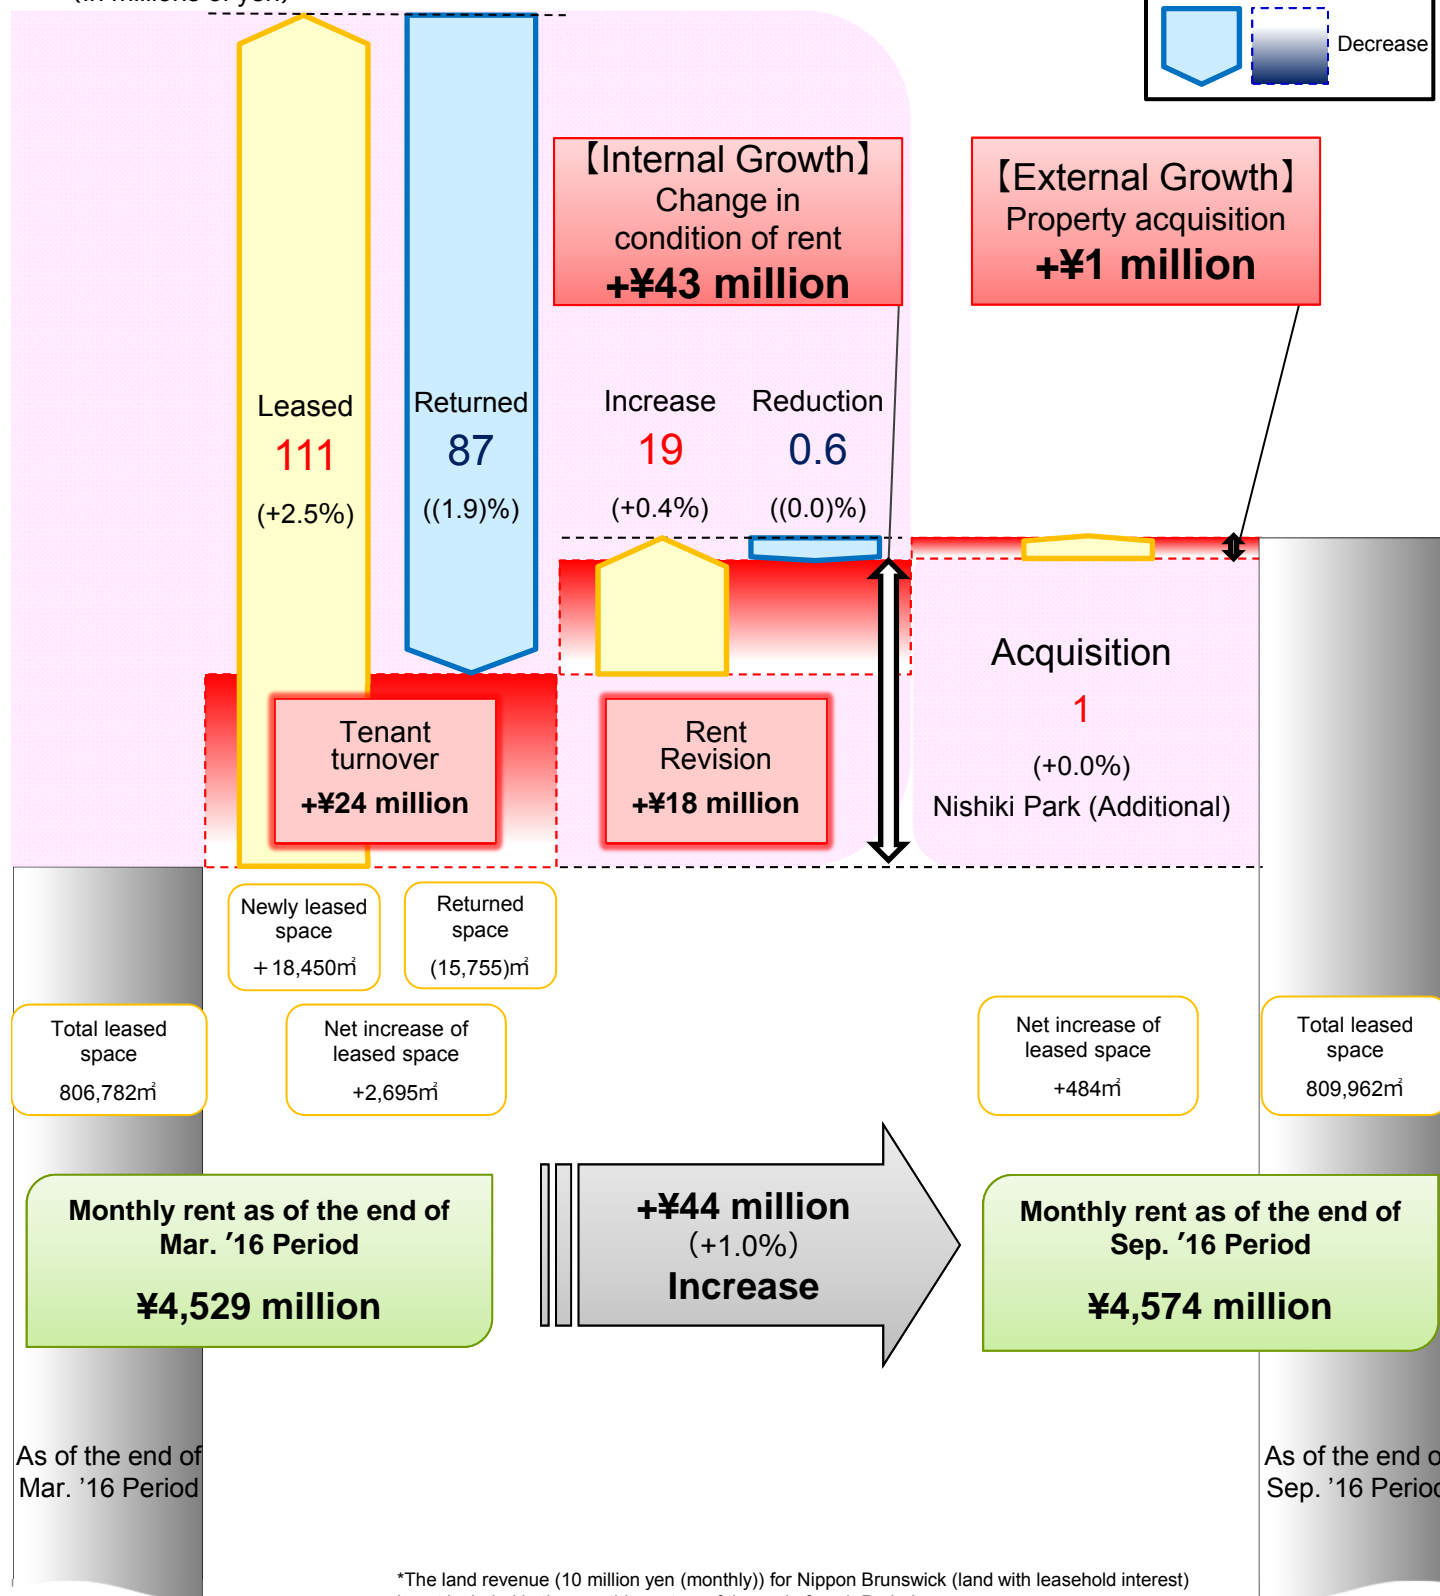 Decrease
【Internal Growth】
Change in
condition of rent
+¥43 million
【External Growth】
Property acquisition
+¥1 million
Leased
111
(+2.5%)
Returned
87
((1.9)%)
Increase
19
(+0.4%)
Reduction
0.6
((0.0)%)
Acquisition
1
(+0.0%)
Nishiki Park (Additional)
Tenant
turnover
+¥24 million
Rent
Revision
+¥18 million
Newly leased
space
＋18,450㎡
Returned
space
(15,755)㎡
Total leased
space
806,782㎡
Net increase of
leased space
+2,695㎡
Net increase of
leased space
+484㎡
Total leased
space
809,962㎡
Monthly rent as of the end of
Mar. ’16 Period
¥4,529 million
+¥44 million
（+1.0%）
Increase
Monthly rent as of the end of
Sep. ’16 Period
¥4,574 million
As of the end of
Mar. ’16 Period
As of the end o
Sep. ’16 Period
*The land revenue (10 million yen (monthly)) for Nippon Brunswick (land with leasehold interest)